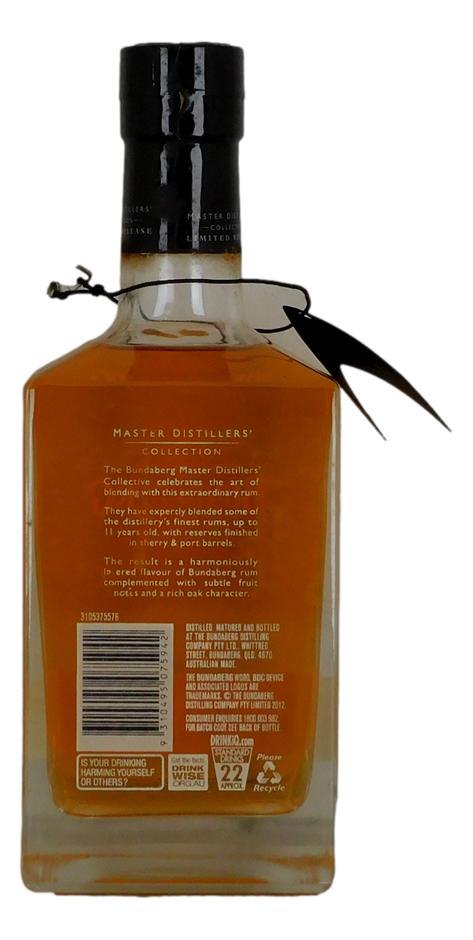 MASTER DIST
COLLECT
LIMITED
MASTER DISTILLERS'
COLLECTION
The Bundaberg Master Distillers'
Collective celebrates the art of
blending with this extraordinary rum.
They have expertly blended some of
the distillery's finest rums, up to
11 years old, with reserves finished
in sherry & port barrels.
The result is a harmoniously
flavour of Bundaberg rum
complemented with subtle fruit
notes and a rich oak character.
3105375576
9 310495 075942
DISTILLED, MATURED AND BOTTLED
AT THE BUNDABERG DISTILLING
COMPANY PTY LTD., WHITTRED
STREET, BUNDABERG. QLD. 4670.
AUSTRALIAN MADE.
THE BUNDABERG WORD, BDC DEVICE
AND ASSOCIATED LOGOS ARE
TRADEMARKS. © THE BUNDABERG
DISTILLING COMPANY PTY LIMITED 2012.
CONSUMER ENQUIRIES 1800 003 982.
FOR BATCH CODE SEE BACK OF BOTTLE.
DRINKiQ.com
IS YOUR DRINKING
HARMING YOURSELF
OR OTHERS?
Get the facts
DRINK
WISE
.ORG.AU
STANDARD
DRINKS
22
APPROX.
Please
Recycle